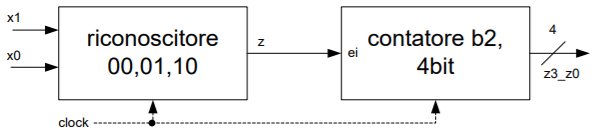 x1
x0
riconoscitore
00,01,10
z
ei
contatore b2,
4bit
4
z3_z0
clock